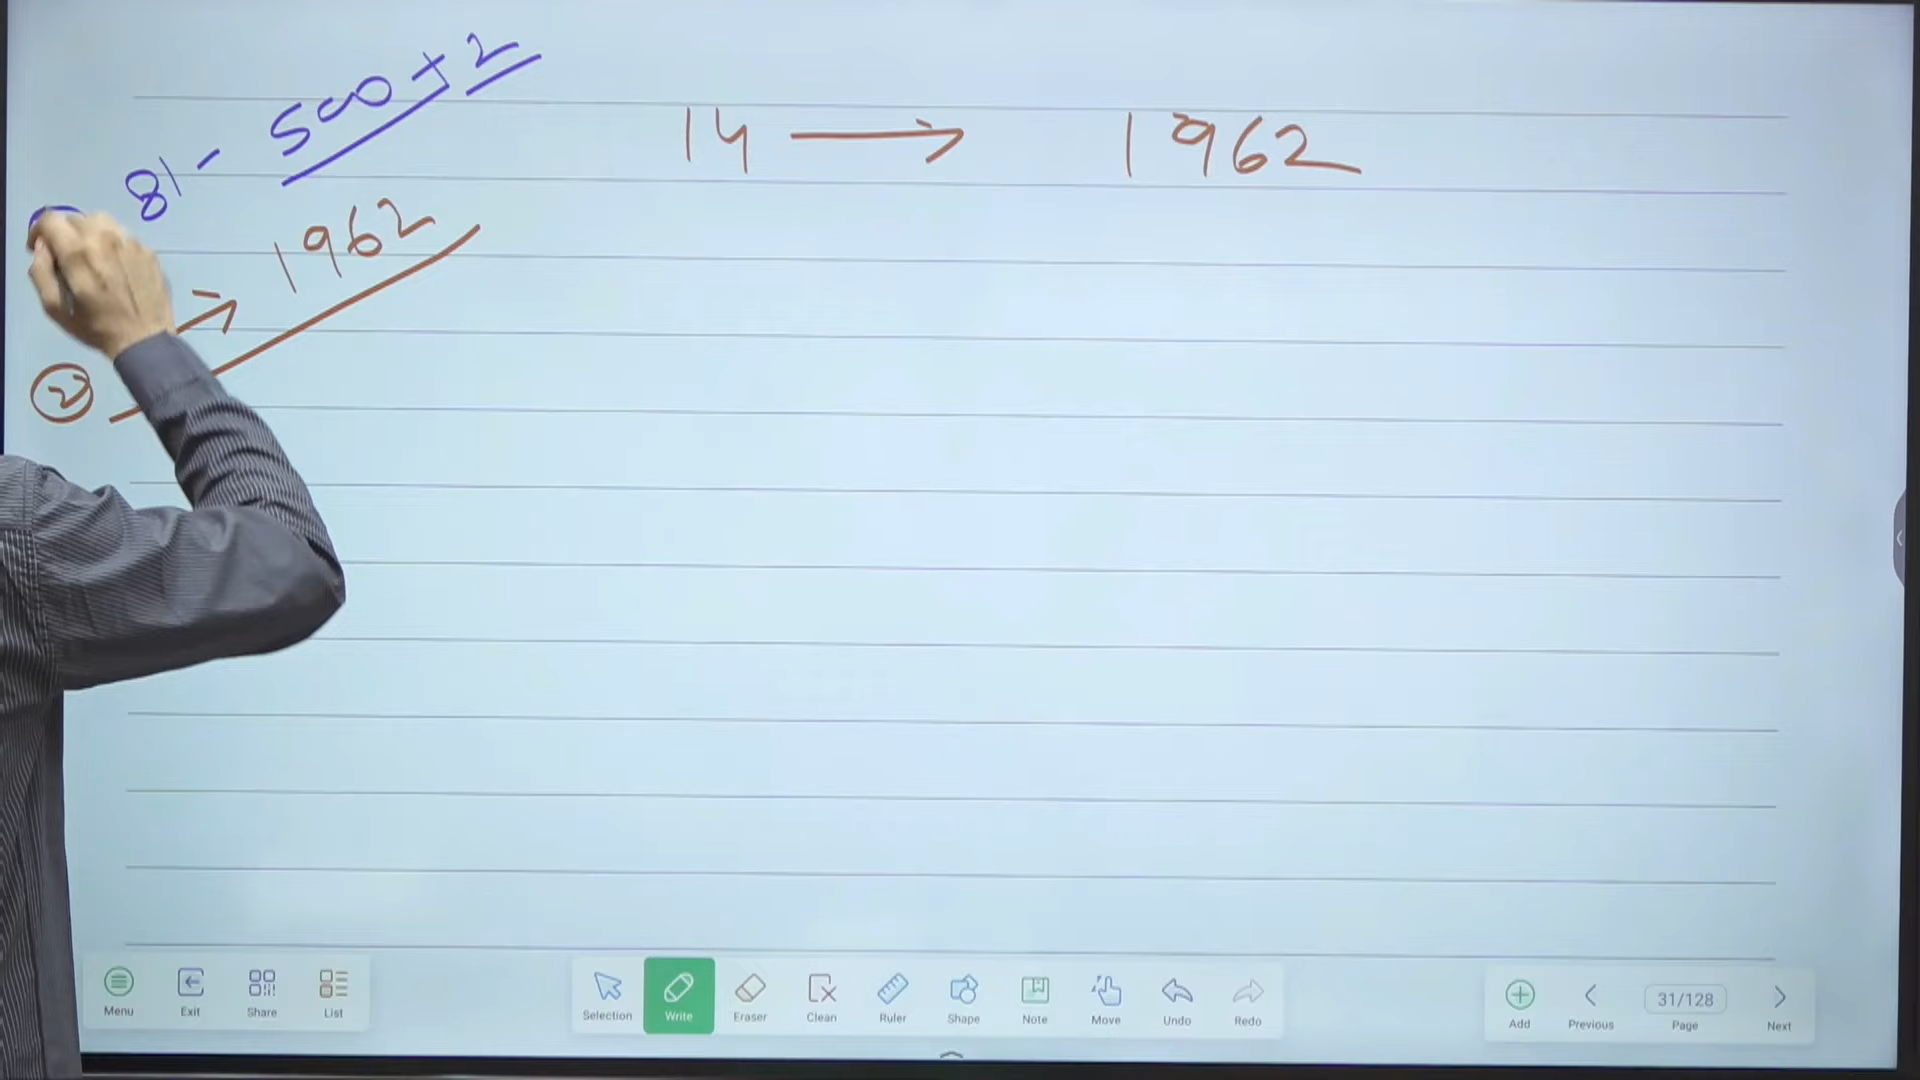 81 - 500 + 2
14 → 1962
→ 1962
2
Menu Exit Share List
Selection Write Eraser Clean Ruler Shape Note Move Undo Redo
Add Previous 31/128 Page Next